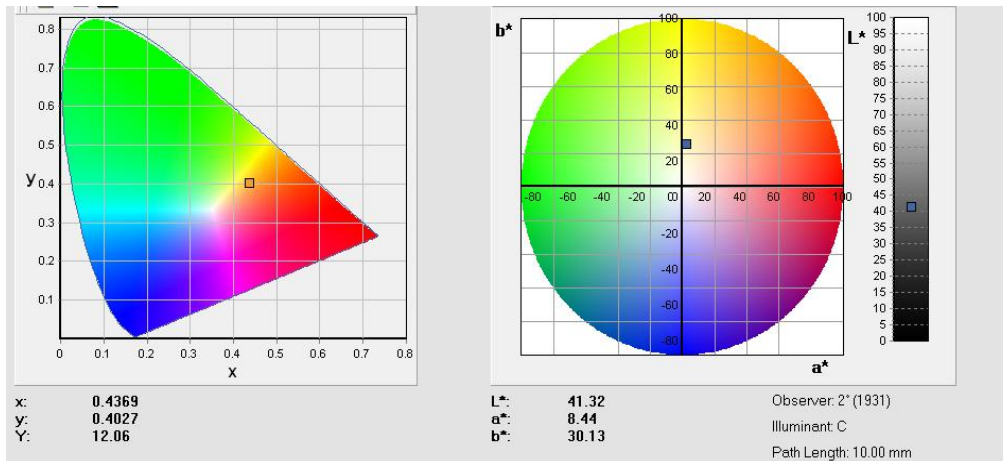 0.8
0.7
0.6
0.5
y 0.4
0.3
0.2
0.1
0 0.1 0.2 0.3 0.4 0.5 0.6 0.7 0.8
x
x: 0.4369
y: 0.4027
Y: 12.06
b*
100
80
60
40
20
-80 -60 -40 -20 0 20 40 60 80 100
-20
-40
-60
-80
a*
L*
100
95
90
85
80
75
70
65
60
55
50
45
40
35
30
25
20
15
10
5
0
L*: 41.32
a*: 8.44
b*: 30.13
Observer: 2° (1931)
Illuminant: C
Path Length: 10.00 mm